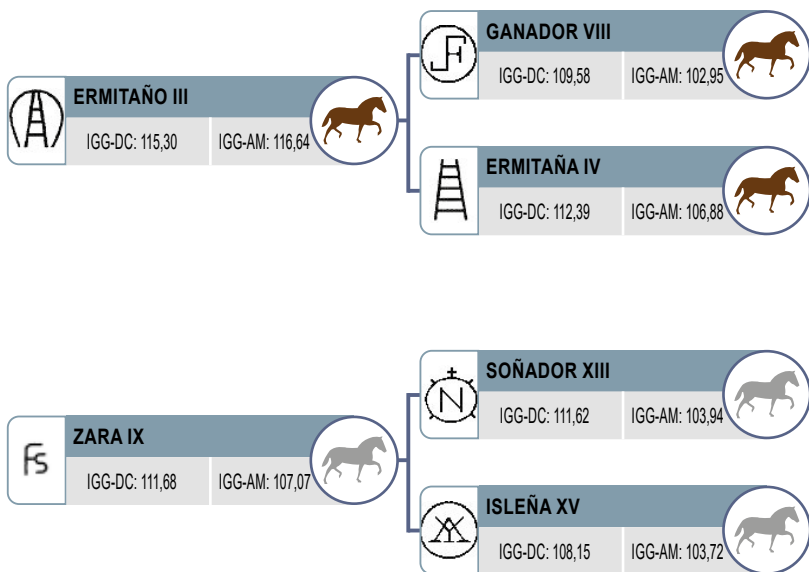 GANADOR VIII
IGG-DC: 109,58 IGG-AM: 102,95
ERMITAÑO III
IGG-DC: 115,30 IGG-AM: 116,64
ERMITAÑA IV
IGG-DC: 112,39 IGG-AM: 106,88
SOÑADOR XIII
N
IGG-DC: 111,62 IGG-AM: 103,94
ZARA IX
Fs
IGG-DC: 111,68 IGG-AM: 107,07
ISLEÑA XV
IGG-DC: 108,15 IGG-AM: 103,72